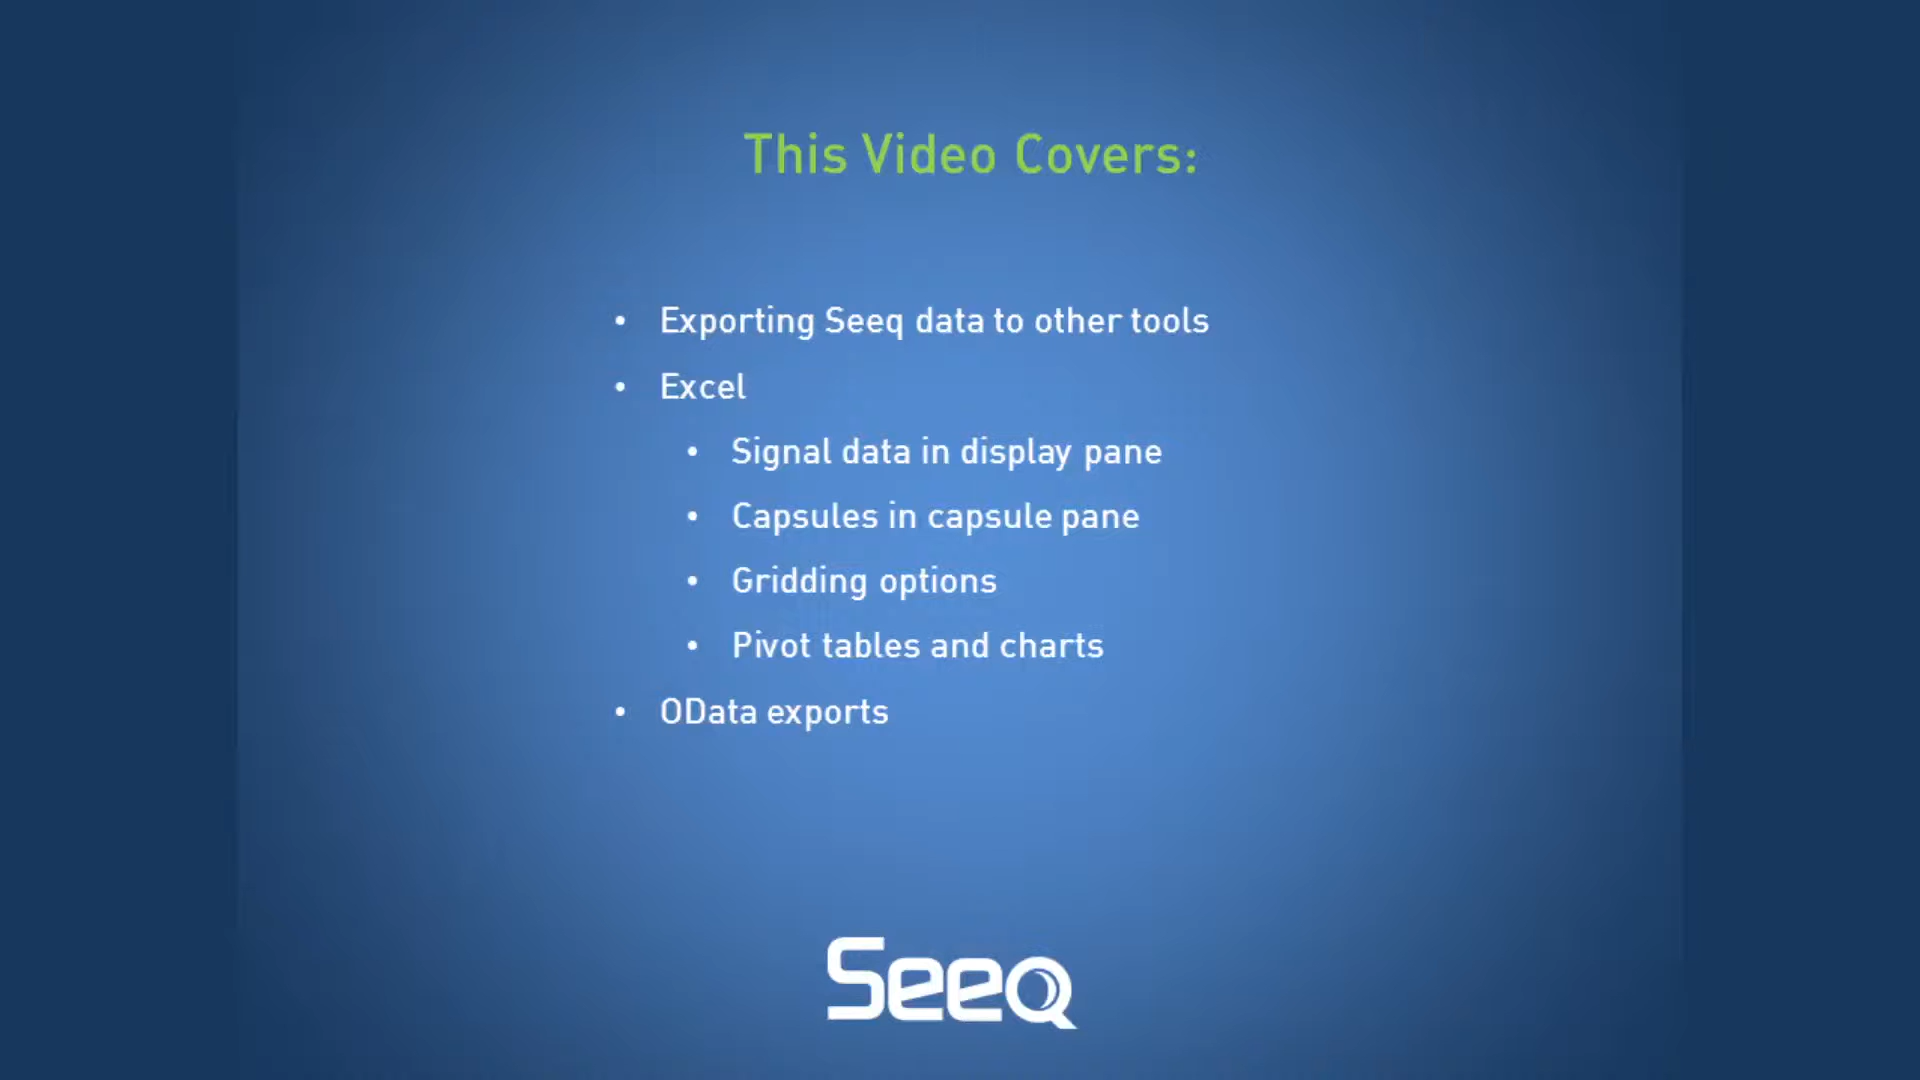 This Video Covers:
• Exporting Seeq data to other tools
• Excel
• Signal data in display pane
• Capsules in capsule pane
• Gridding options
• Pivot tables and charts
• OData exports
Seeq